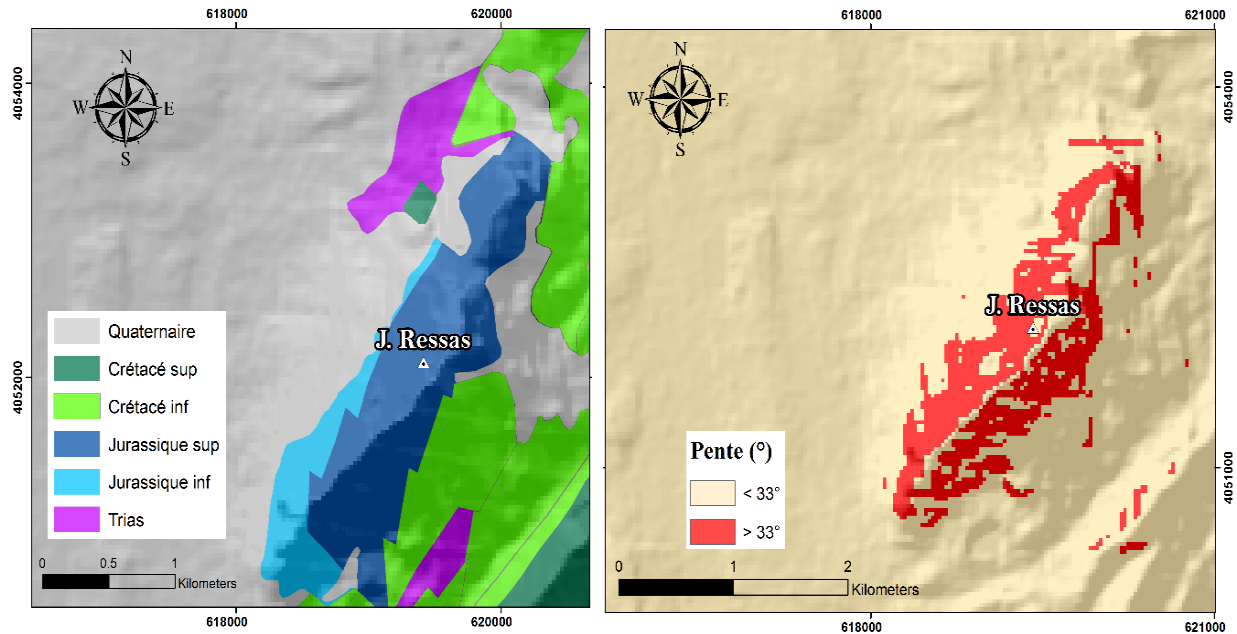 618000
620000
4054000
4052000
N
W
E
S
J. Ressas
Quaternaire
Crétacé sup
Crétacé inf
Jurassique sup
Jurassique inf
Trias
0
0.5
1
Kilometers
618000
620000
618000
621000
4054000
4051000
N
W
E
S
J. Ressas
Pente (°)
< 33°
> 33°
0
1
2
Kilometers
618000
621000